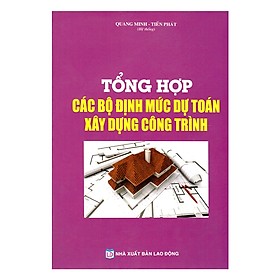 QUANG MINH - TIẾN PHÁT
(Hệ thống)
TỔNG HỢP
CÁC BỘ ĐỊNH MỨC DỰ TOÁN
XÂY DỰNG CÔNG TRÌNH
NHÀ XUẤT BẢN LAO ĐỘNG